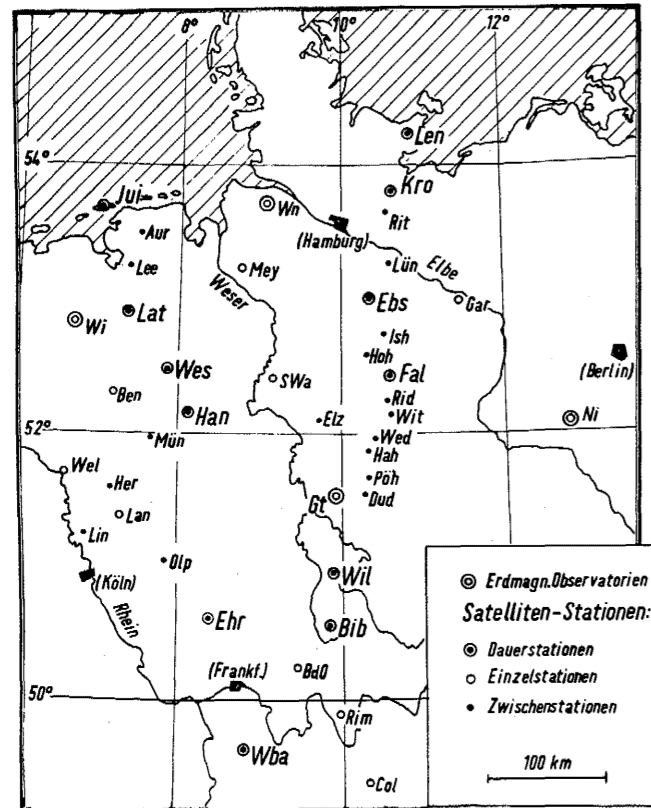 8°
10°
12°
Len
54°
Kro
Jui
Wn
Rit
Aur
(Hamburg)
Lee
Mey
Lün
Elbe
Weser
Ebs
Gar
Lat
Wi
Ish
Hoh
(Berlin)
Wes
Fal
SWa
Ben
Rid
Han
Elz
Wit
Ni
52°
Mün
Wed
Hah
Wel
Her
Pöh
Gt
Dud
Lan
Lin
Olp
Wil
(Köln)
Rhein
Ehr
Bib
(Frankf.)
BdO
50°
Rim
Wba
Col
Erdmagn. Observatorien
Satelliten-Stationen:
Dauerstationen
Einzelstationen
Zwischenstationen
100 km